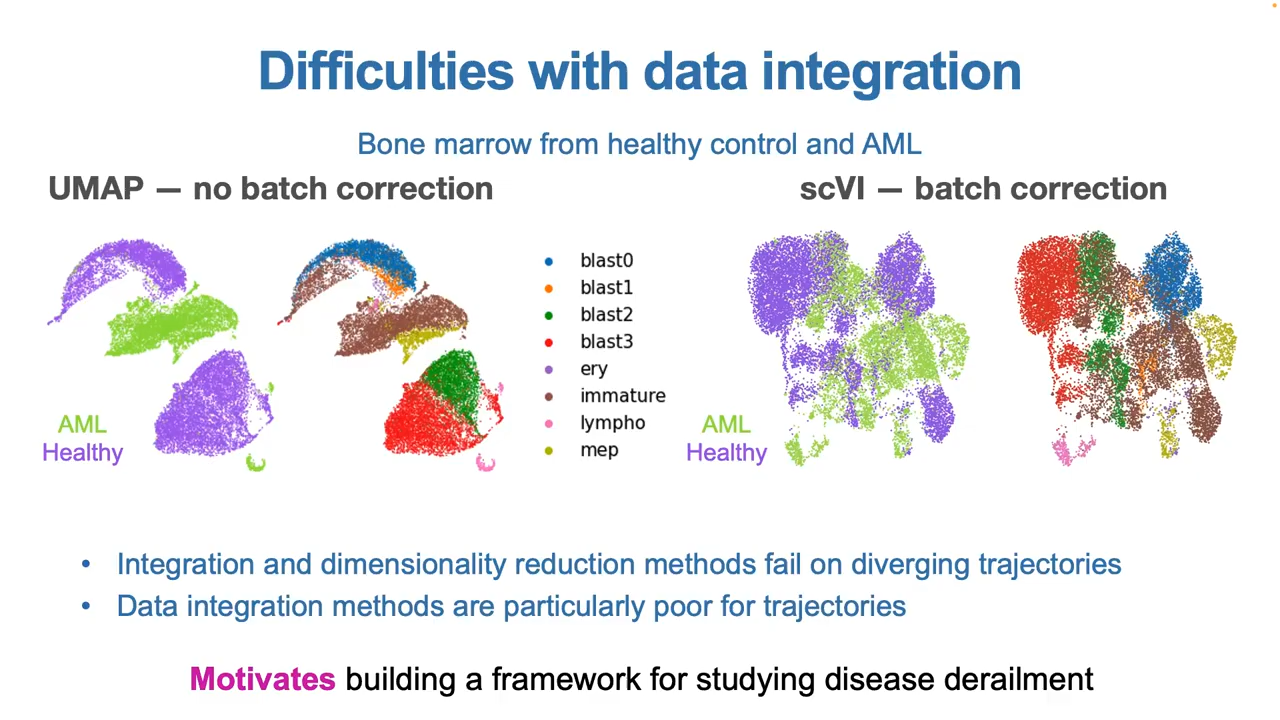 Difficulties with data integration
Bone marrow from healthy control and AML
UMAP — no batch correction
scVI — batch correction
blast0
blast1
blast2
blast3
ery
immature
lympho
mep
AML
Healthy
AML
Healthy
• Integration and dimensionality reduction methods fail on diverging trajectories
• Data integration methods are particularly poor for trajectories
Motivates building a framework for studying disease derailment